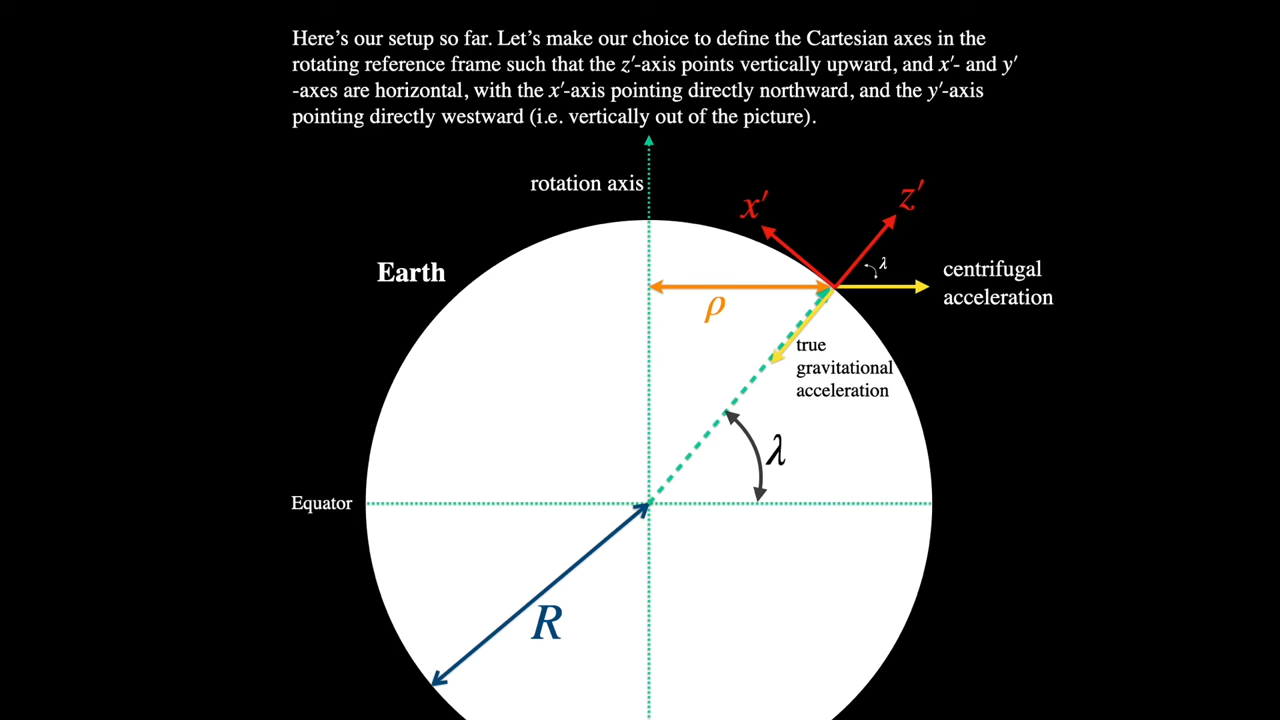 Here’s our setup so far. Let’s make our choice to define the Cartesian axes in the
rotating reference frame such that the z′-axis points vertically upward, and x′- and y′
-axes are horizontal, with the x′-axis pointing directly northward, and the y′-axis
pointing directly westward (i.e. vertically out of the picture).
rotation axis
x′
z′
Earth
λ
centrifugal
acceleration
ρ
true
gravitational
acceleration
λ
Equator
R